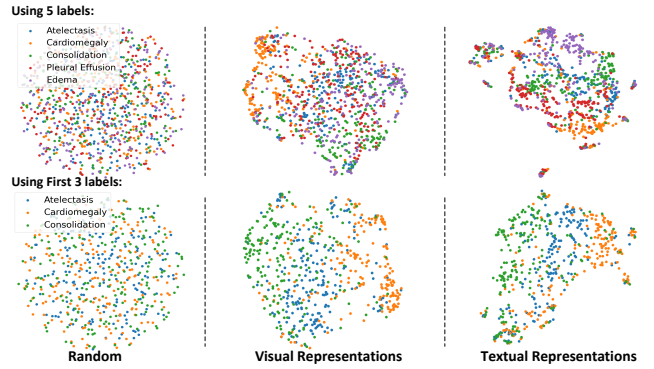 Using 5 labels:
Atelectasis
Cardiomegaly
Consolidation
Pleural Effusion
Edema
Using First 3 labels:
Atelectasis
Cardiomegaly
Consolidation
Random
Visual Representations
Textual Representations